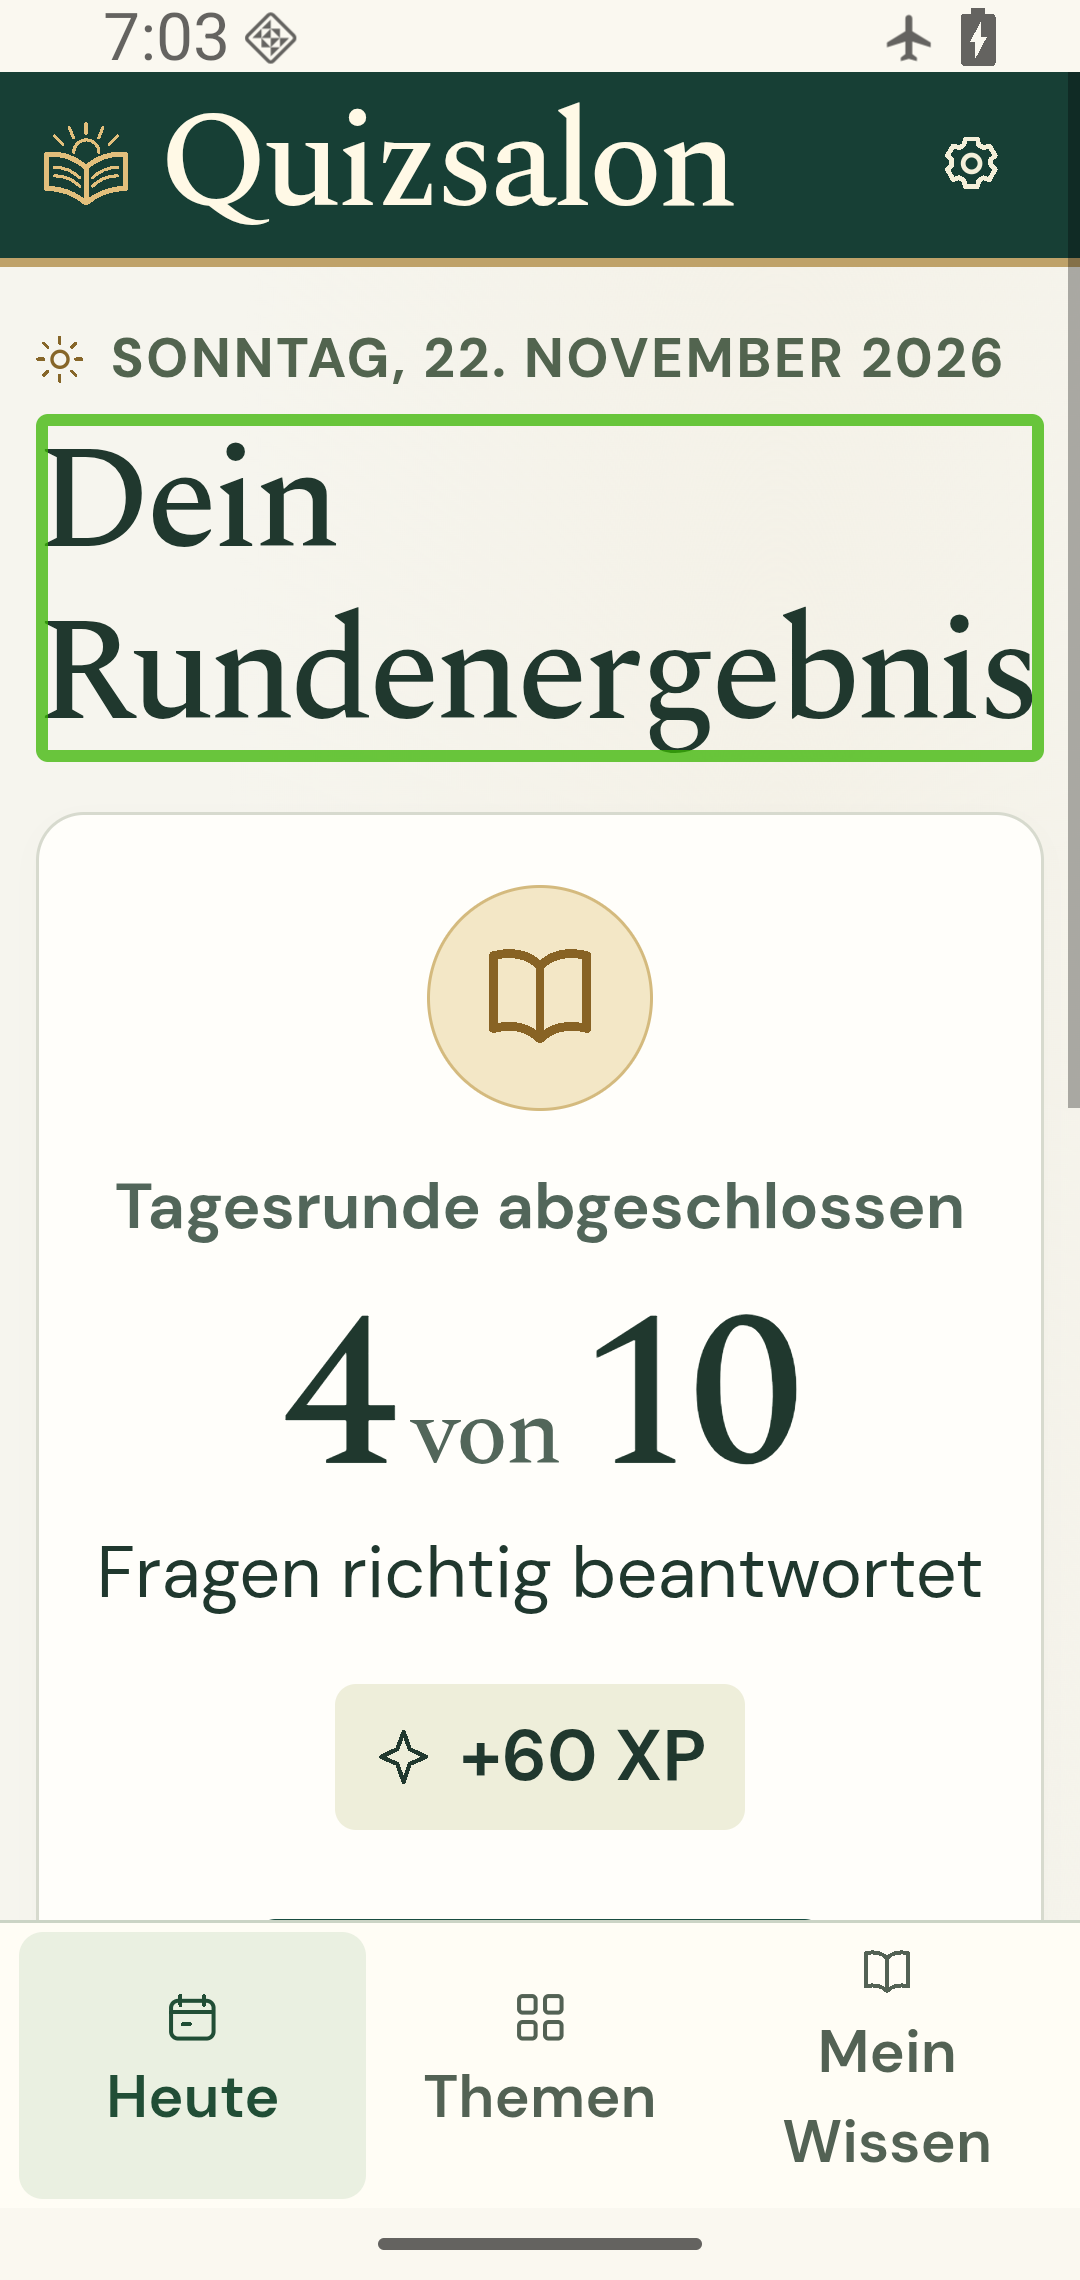 7:03
Quizsalon
SONNTAG, 22. NOVEMBER 2026
Dein
Rundenergebnis
Tagesrunde abgeschlossen
4 von 10
Fragen richtig beantwortet
+60 XP
Heute
Themen
Mein
Wissen